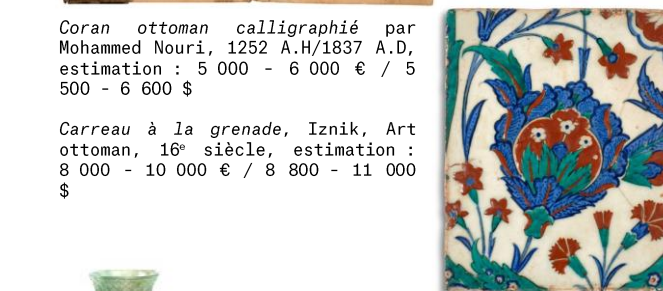 Coran ottoman calligraphié par
Mohammed Nouri, 1252 A.H/1837 A.D,
estimation : 5 000 - 6 000 € / 5
500 - 6 600 $
Carreau à la grenade, Iznik, Art
ottoman, 16e siècle, estimation :
8 000 - 10 000 € / 8 800 - 11 000
$